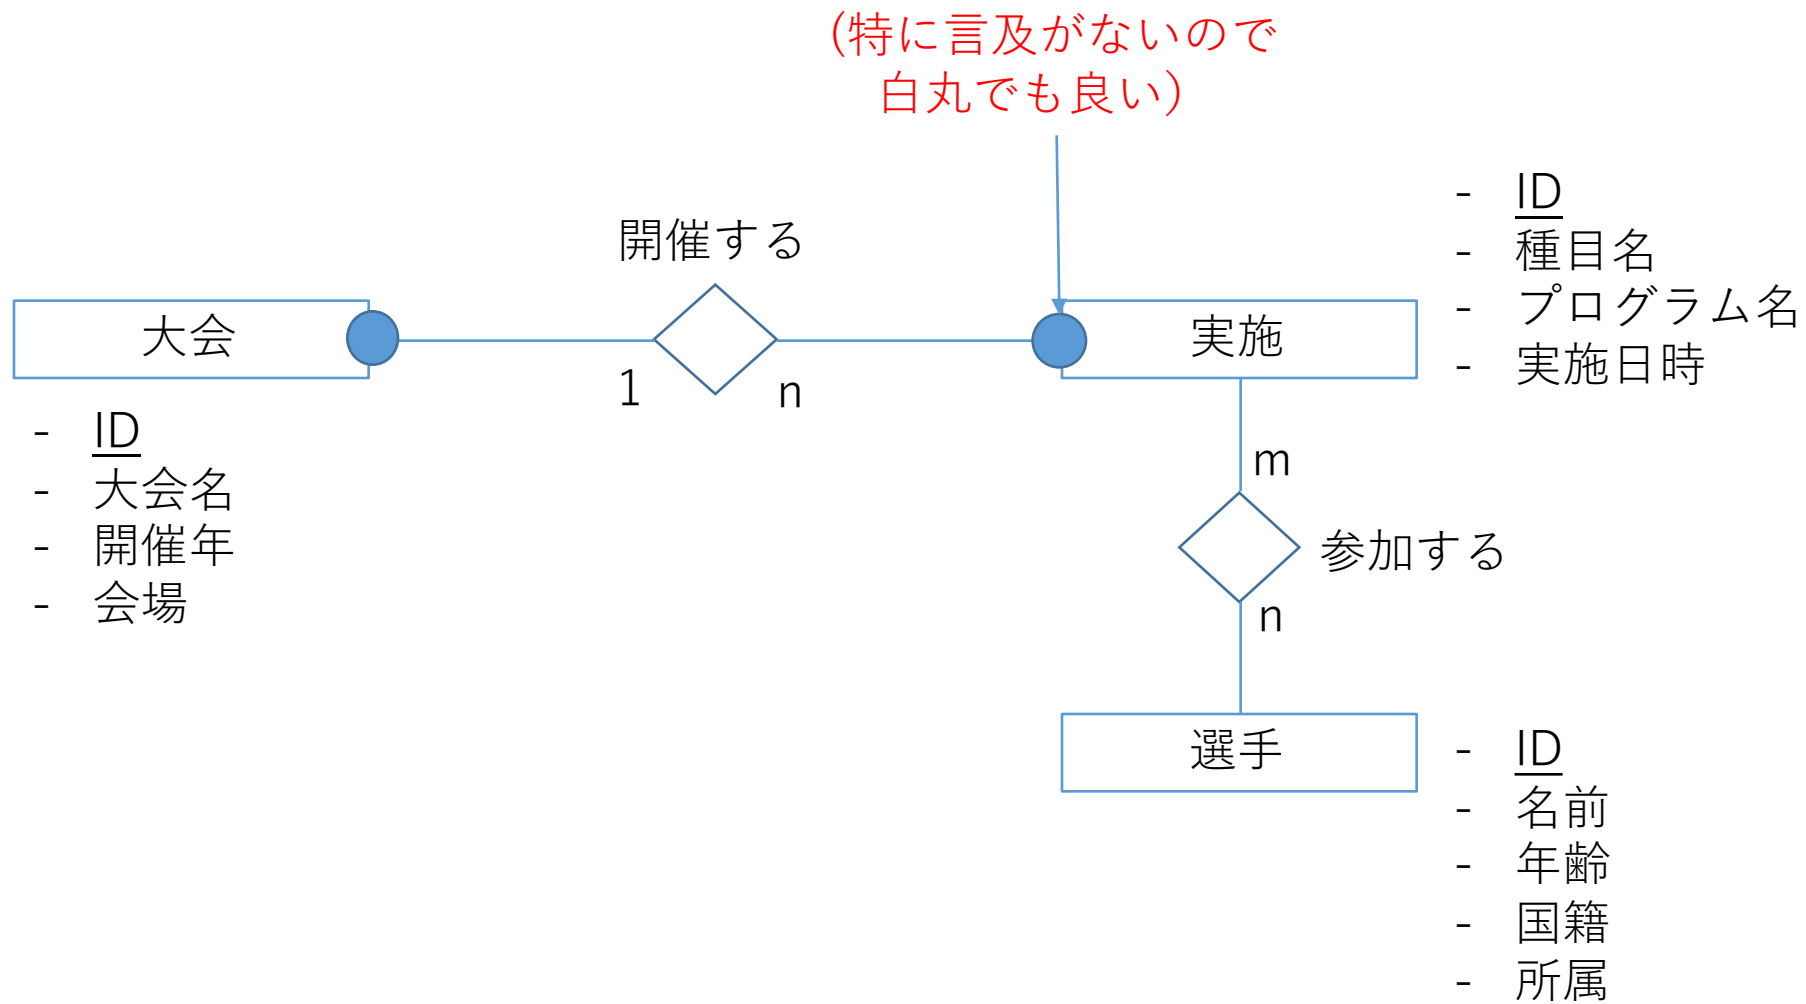 (特に言及がないので
白丸でも良い)
開催する
大会
1
n
- ID
- 大会名
- 開催年
- 会場
実施
- ID
- 種目名
- プログラム名
- 実施日時
m
参加する
n
選手
- ID
- 名前
- 年齢
- 国籍
- 所属